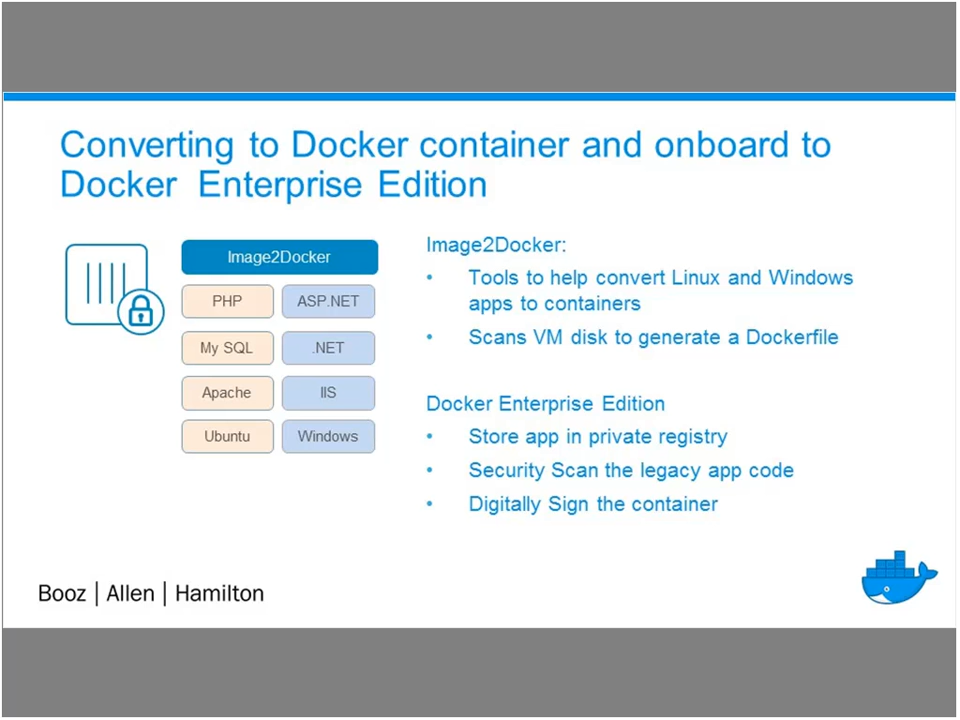 Converting to Docker container and onboard to
Docker Enterprise Edition
Image2Docker
PHP
ASP.NET
My SQL
.NET
Apache
IIS
Ubuntu
Windows
Image2Docker:
• Tools to help convert Linux and Windows
apps to containers
• Scans VM disk to generate a Dockerfile
Docker Enterprise Edition
• Store app in private registry
• Security Scan the legacy app code
• Digitally Sign the container
Booz | Allen | Hamilton